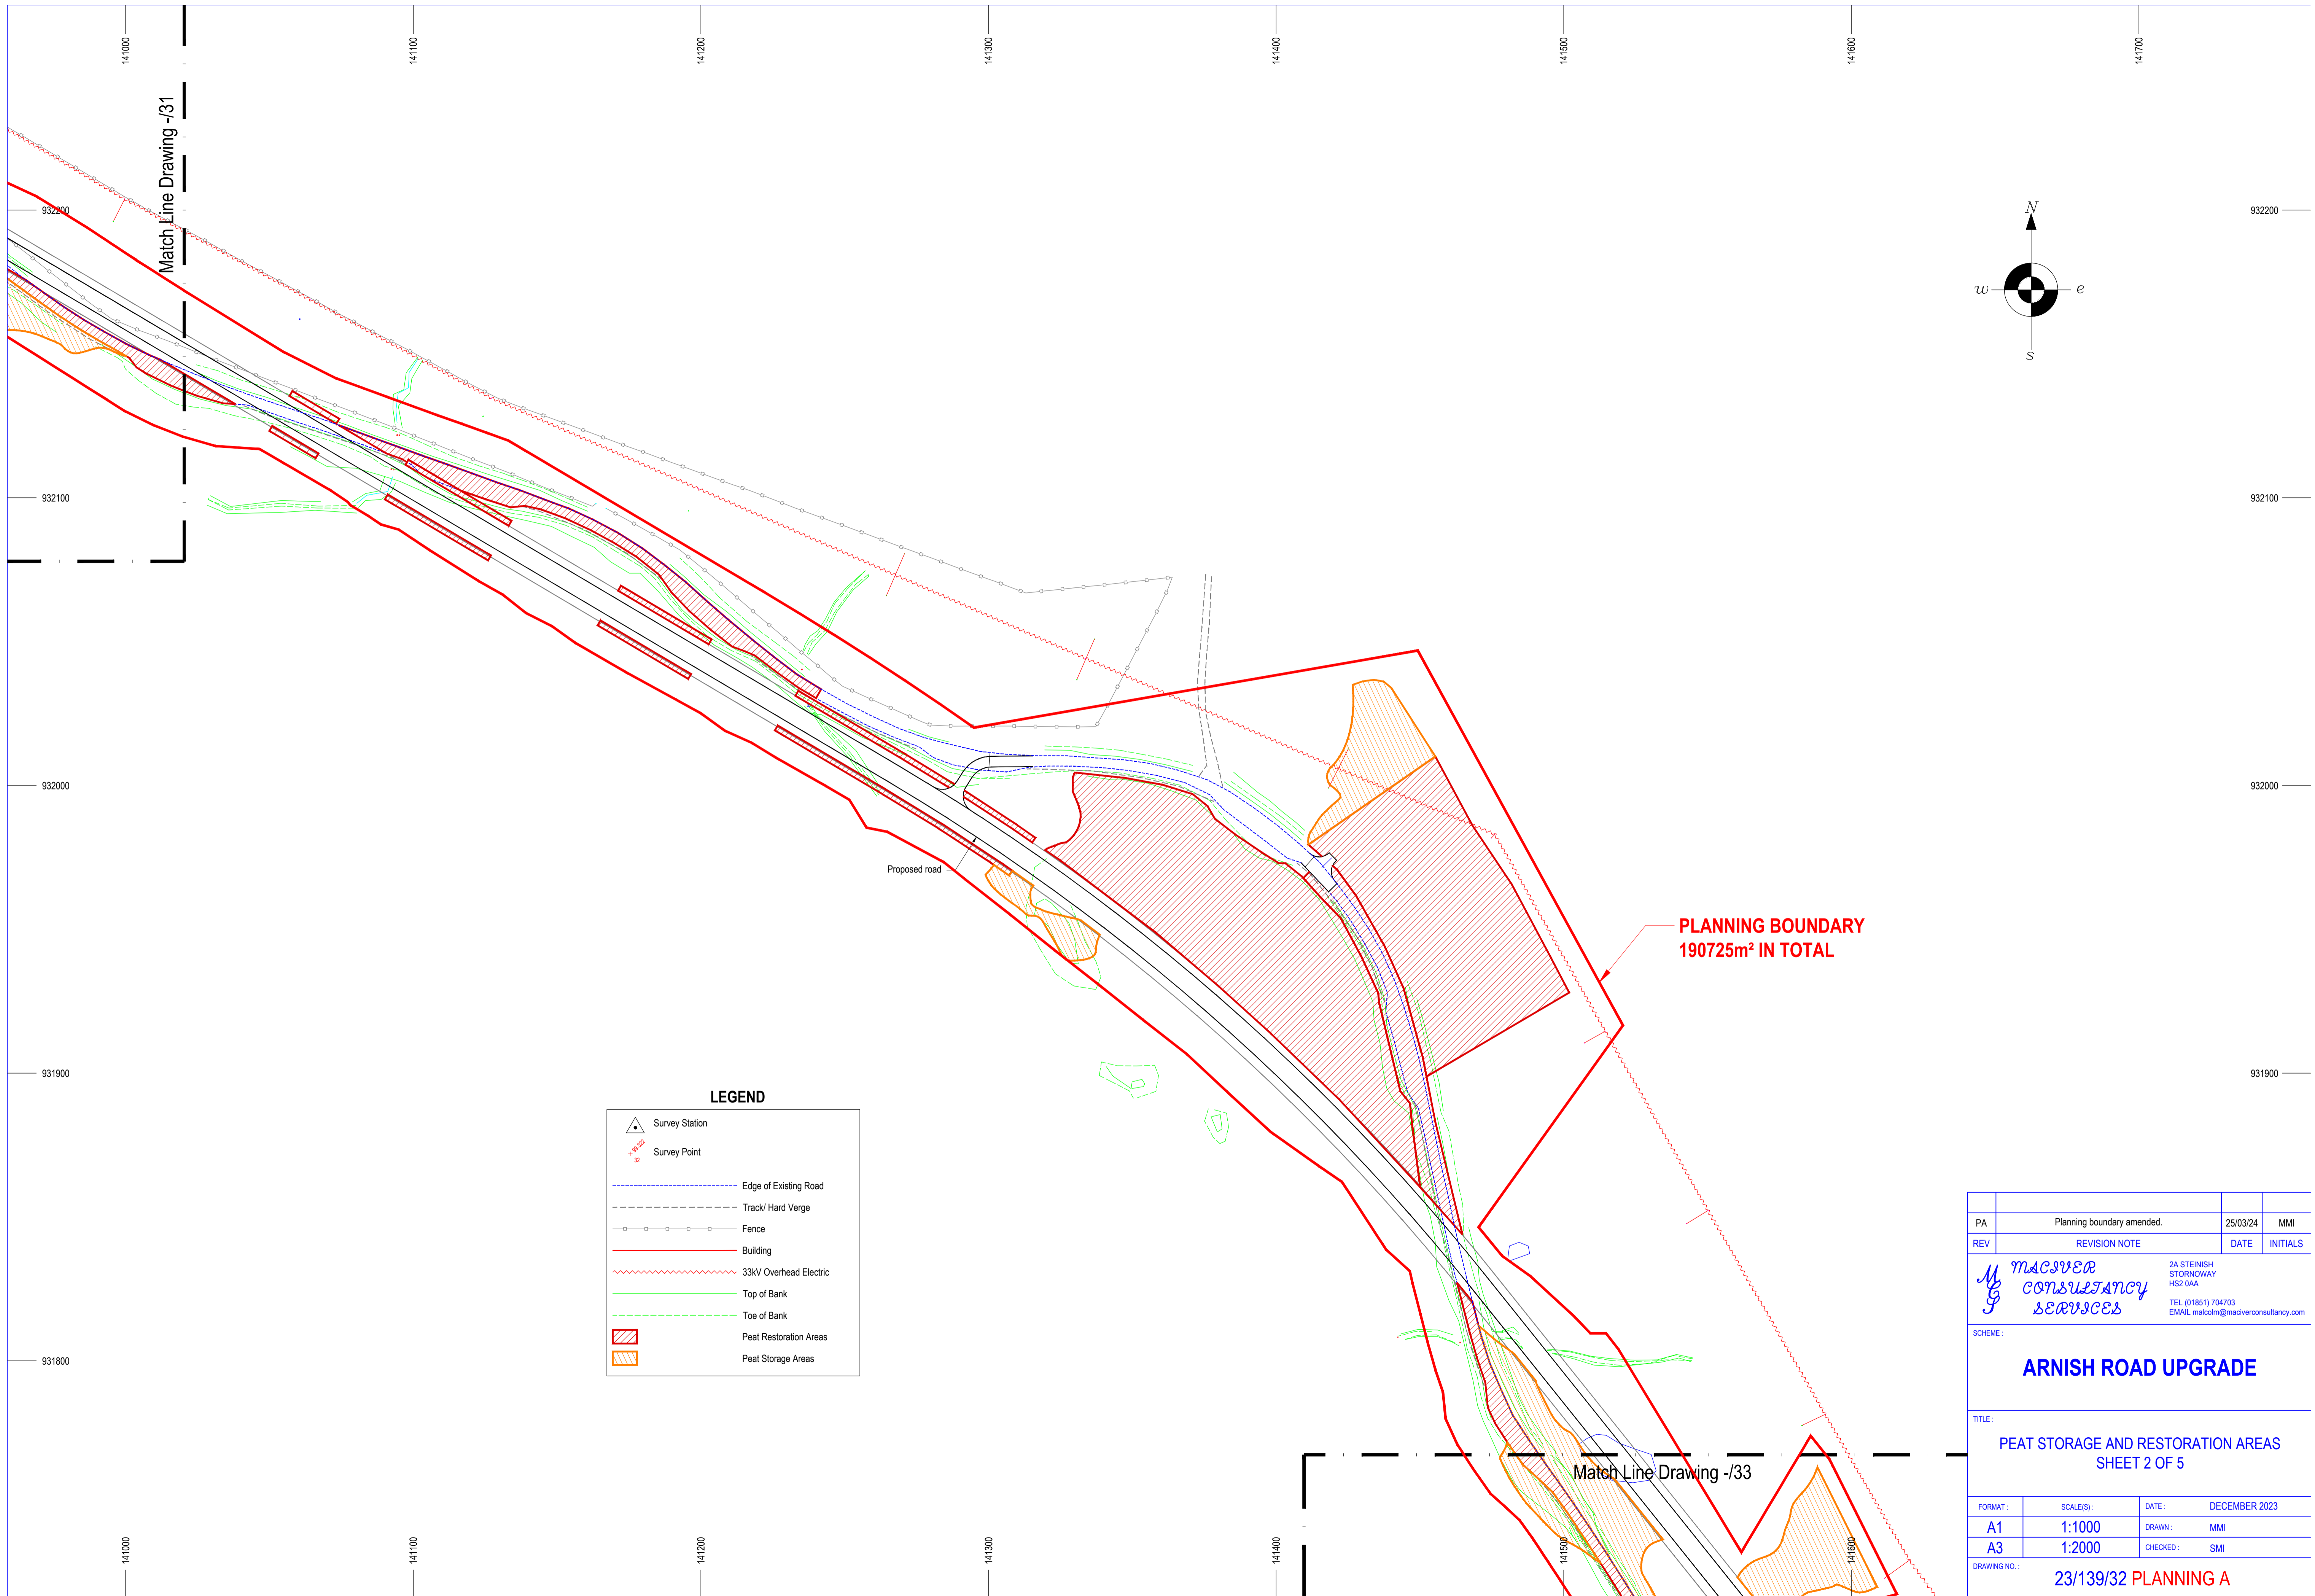 141000
141100
141200
141300
141400
141500
141600
141700
Match Line Drawing -/31
932200
932200
N
w
e
s
932100
932100
932000
932000
Proposed road
PLANNING BOUNDARY
190725m² IN TOTAL
931900
931900
931800
LEGEND
Survey Station
× 99.322
32
Survey Point
Edge of Existing Road
Track/ Hard Verge
Fence
Building
33kV Overhead Electric
Top of Bank
Toe of Bank
Peat Restoration Areas
Peat Storage Areas
Match Line Drawing -/33
141000
141100
141200
141300
141400
141500
141600
PA Planning boundary amended. 25/03/24 MMI
REV REVISION NOTE DATE INITIALS
MCS
MACIVER
CONSULTANCY
SERVICES
2A STEINISH
STORNOWAY
HS2 0AA
TEL (01851) 704703
EMAIL malcolm@maciverconsultancy.com
SCHEME :
ARNISH ROAD UPGRADE
TITLE :
PEAT STORAGE AND RESTORATION AREAS
SHEET 2 OF 5
FORMAT : SCALE(S) : DATE : DECEMBER 2023
A1 1:1000 DRAWN : MMI
A3 1:2000 CHECKED : SMI
DRAWING NO. :
23/139/32 PLANNING A